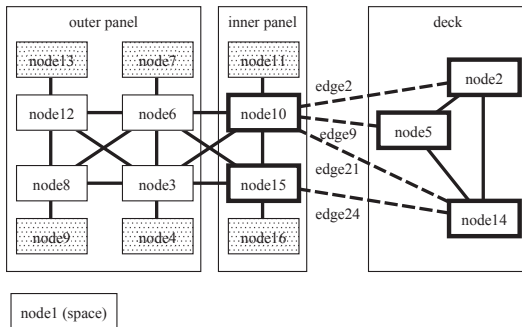 outer panel
inner panel
deck
node13
node7
node11
node2
edge2
node12
node6
node10
node5
edge9
node8
node3
node15
edge21
node14
edge24
node9
node4
node16
node1 (space)